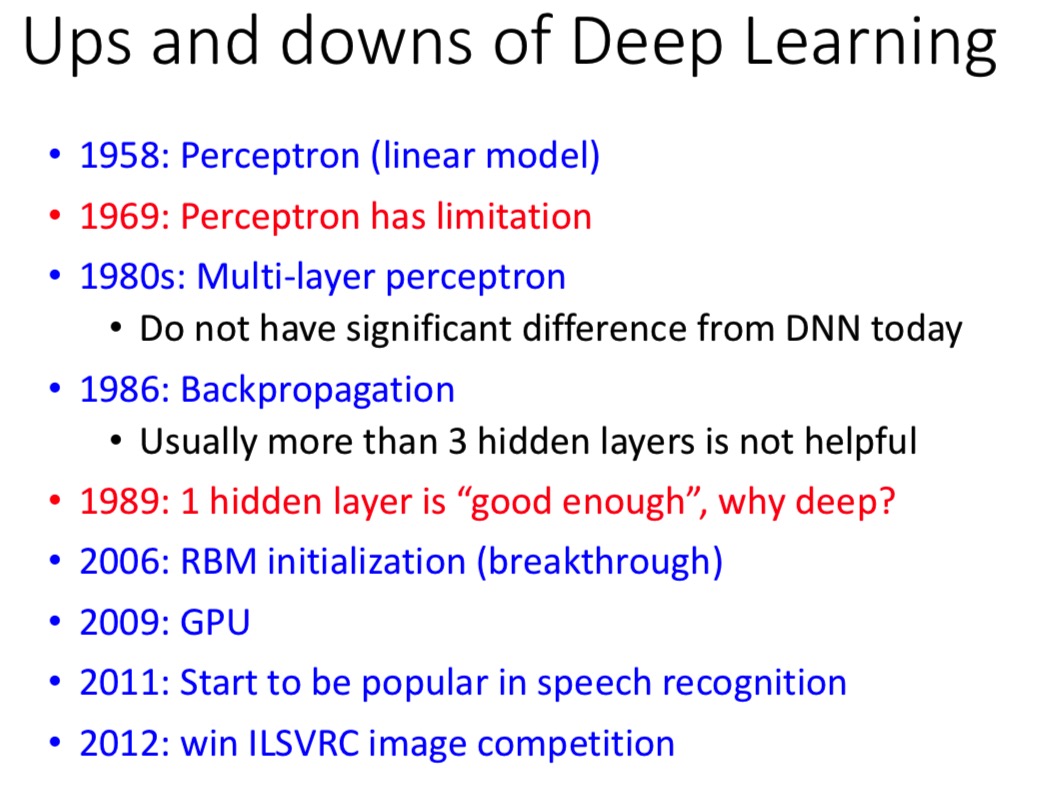 Ups and downs of Deep Learning
• 1958: Perceptron (linear model)
• 1969: Perceptron has limitation
• 1980s: Multi-layer perceptron
• Do not have significant difference from DNN today
• 1986: Backpropagation
• Usually more than 3 hidden layers is not helpful
• 1989: 1 hidden layer is “good enough”, why deep?
• 2006: RBM initialization (breakthrough)
• 2009: GPU
• 2011: Start to be popular in speech recognition
• 2012: win ILSVRC image competition